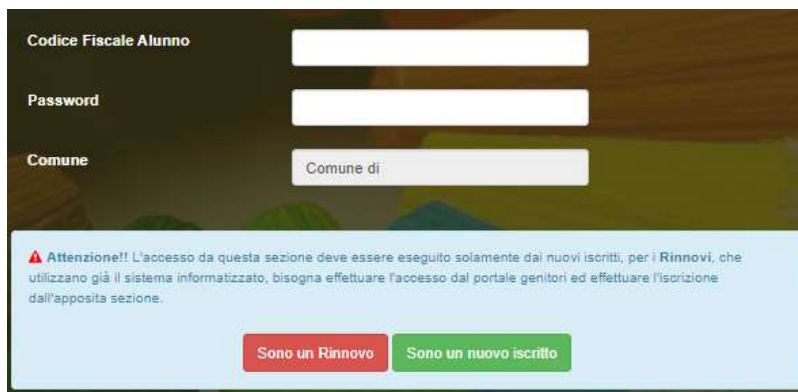 Codice Fiscale Alunno
Password
Comune
Comune di
Attenzione!! L'accesso da questa sezione deve essere eseguito solamente dai nuovi iscritti, per i Rinnovi, che
utilizzano già il sistema informatizzato, bisogna effettuare l'accesso dal portale genitori ed effettuare l'iscrizione
dall'apposita sezione.
Sono un Rinnovo
Sono un nuovo iscritto